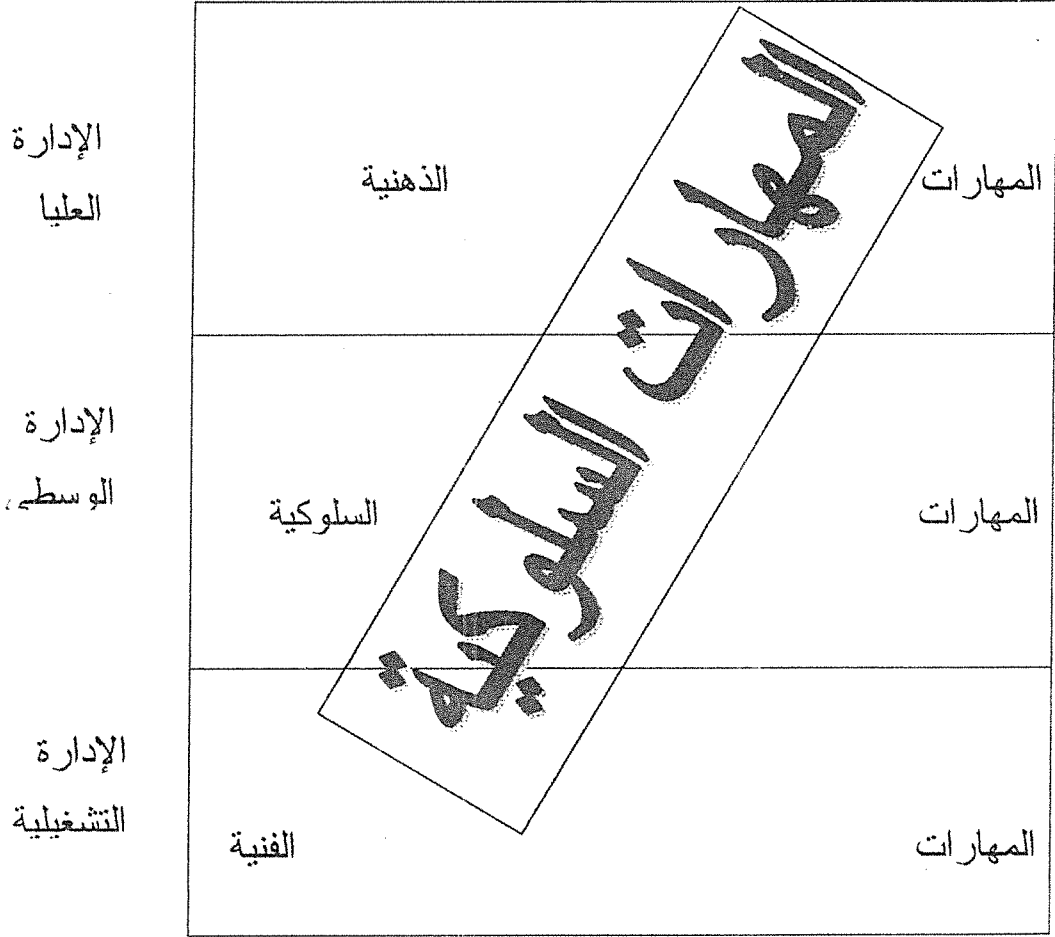 الإدارة
العليا
المهارات الذهنية
المهارات السلوكية
الإدارة
الوسطى
المهارات السلوكية
الإدارة
التشغيلية
المهارات الفنية